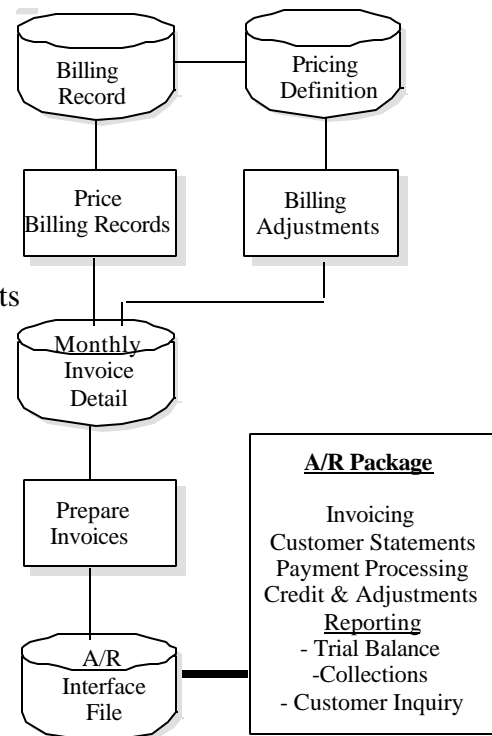 Billing
Record
Pricing
Definition
Price
Billing Records
Billing
Adjustments
ts
Monthly
Invoice
Detail
Prepare
Invoices
A/R
Interface
File
A/R Package
Invoicing
Customer Statements
Payment Processing
Credit & Adjustments
Reporting
- Trial Balance
-Collections
- Customer Inquiry